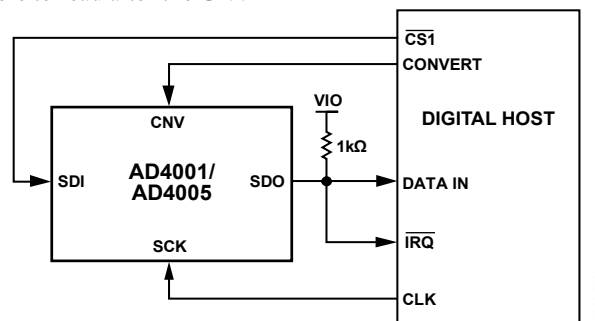 CS1
CONVERT
VIO
DIGITAL HOST
CNV
1kΩ
AD4001/
AD4005
SDI
SDO
DATA IN
SCK
IRQ
CLK